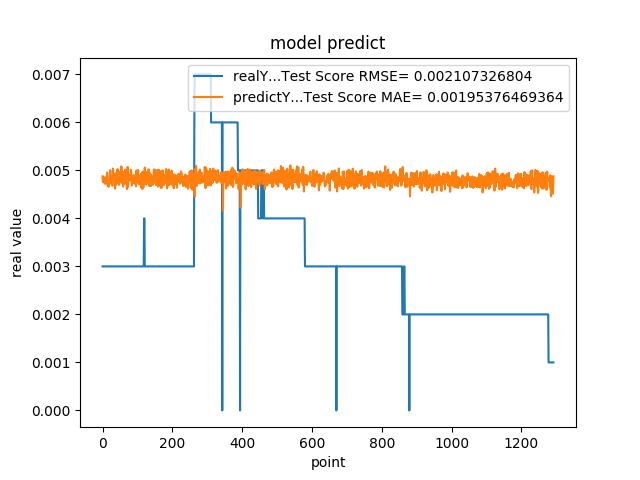 model predict
realY...Test Score RMSE= 0.002107326804
predictY...Test Score MAE= 0.00195376469364
0.007
0.006
0.005
0.004
0.003
0.002
0.001
0.000
real value
0 200 400 600 800 1000 1200
point